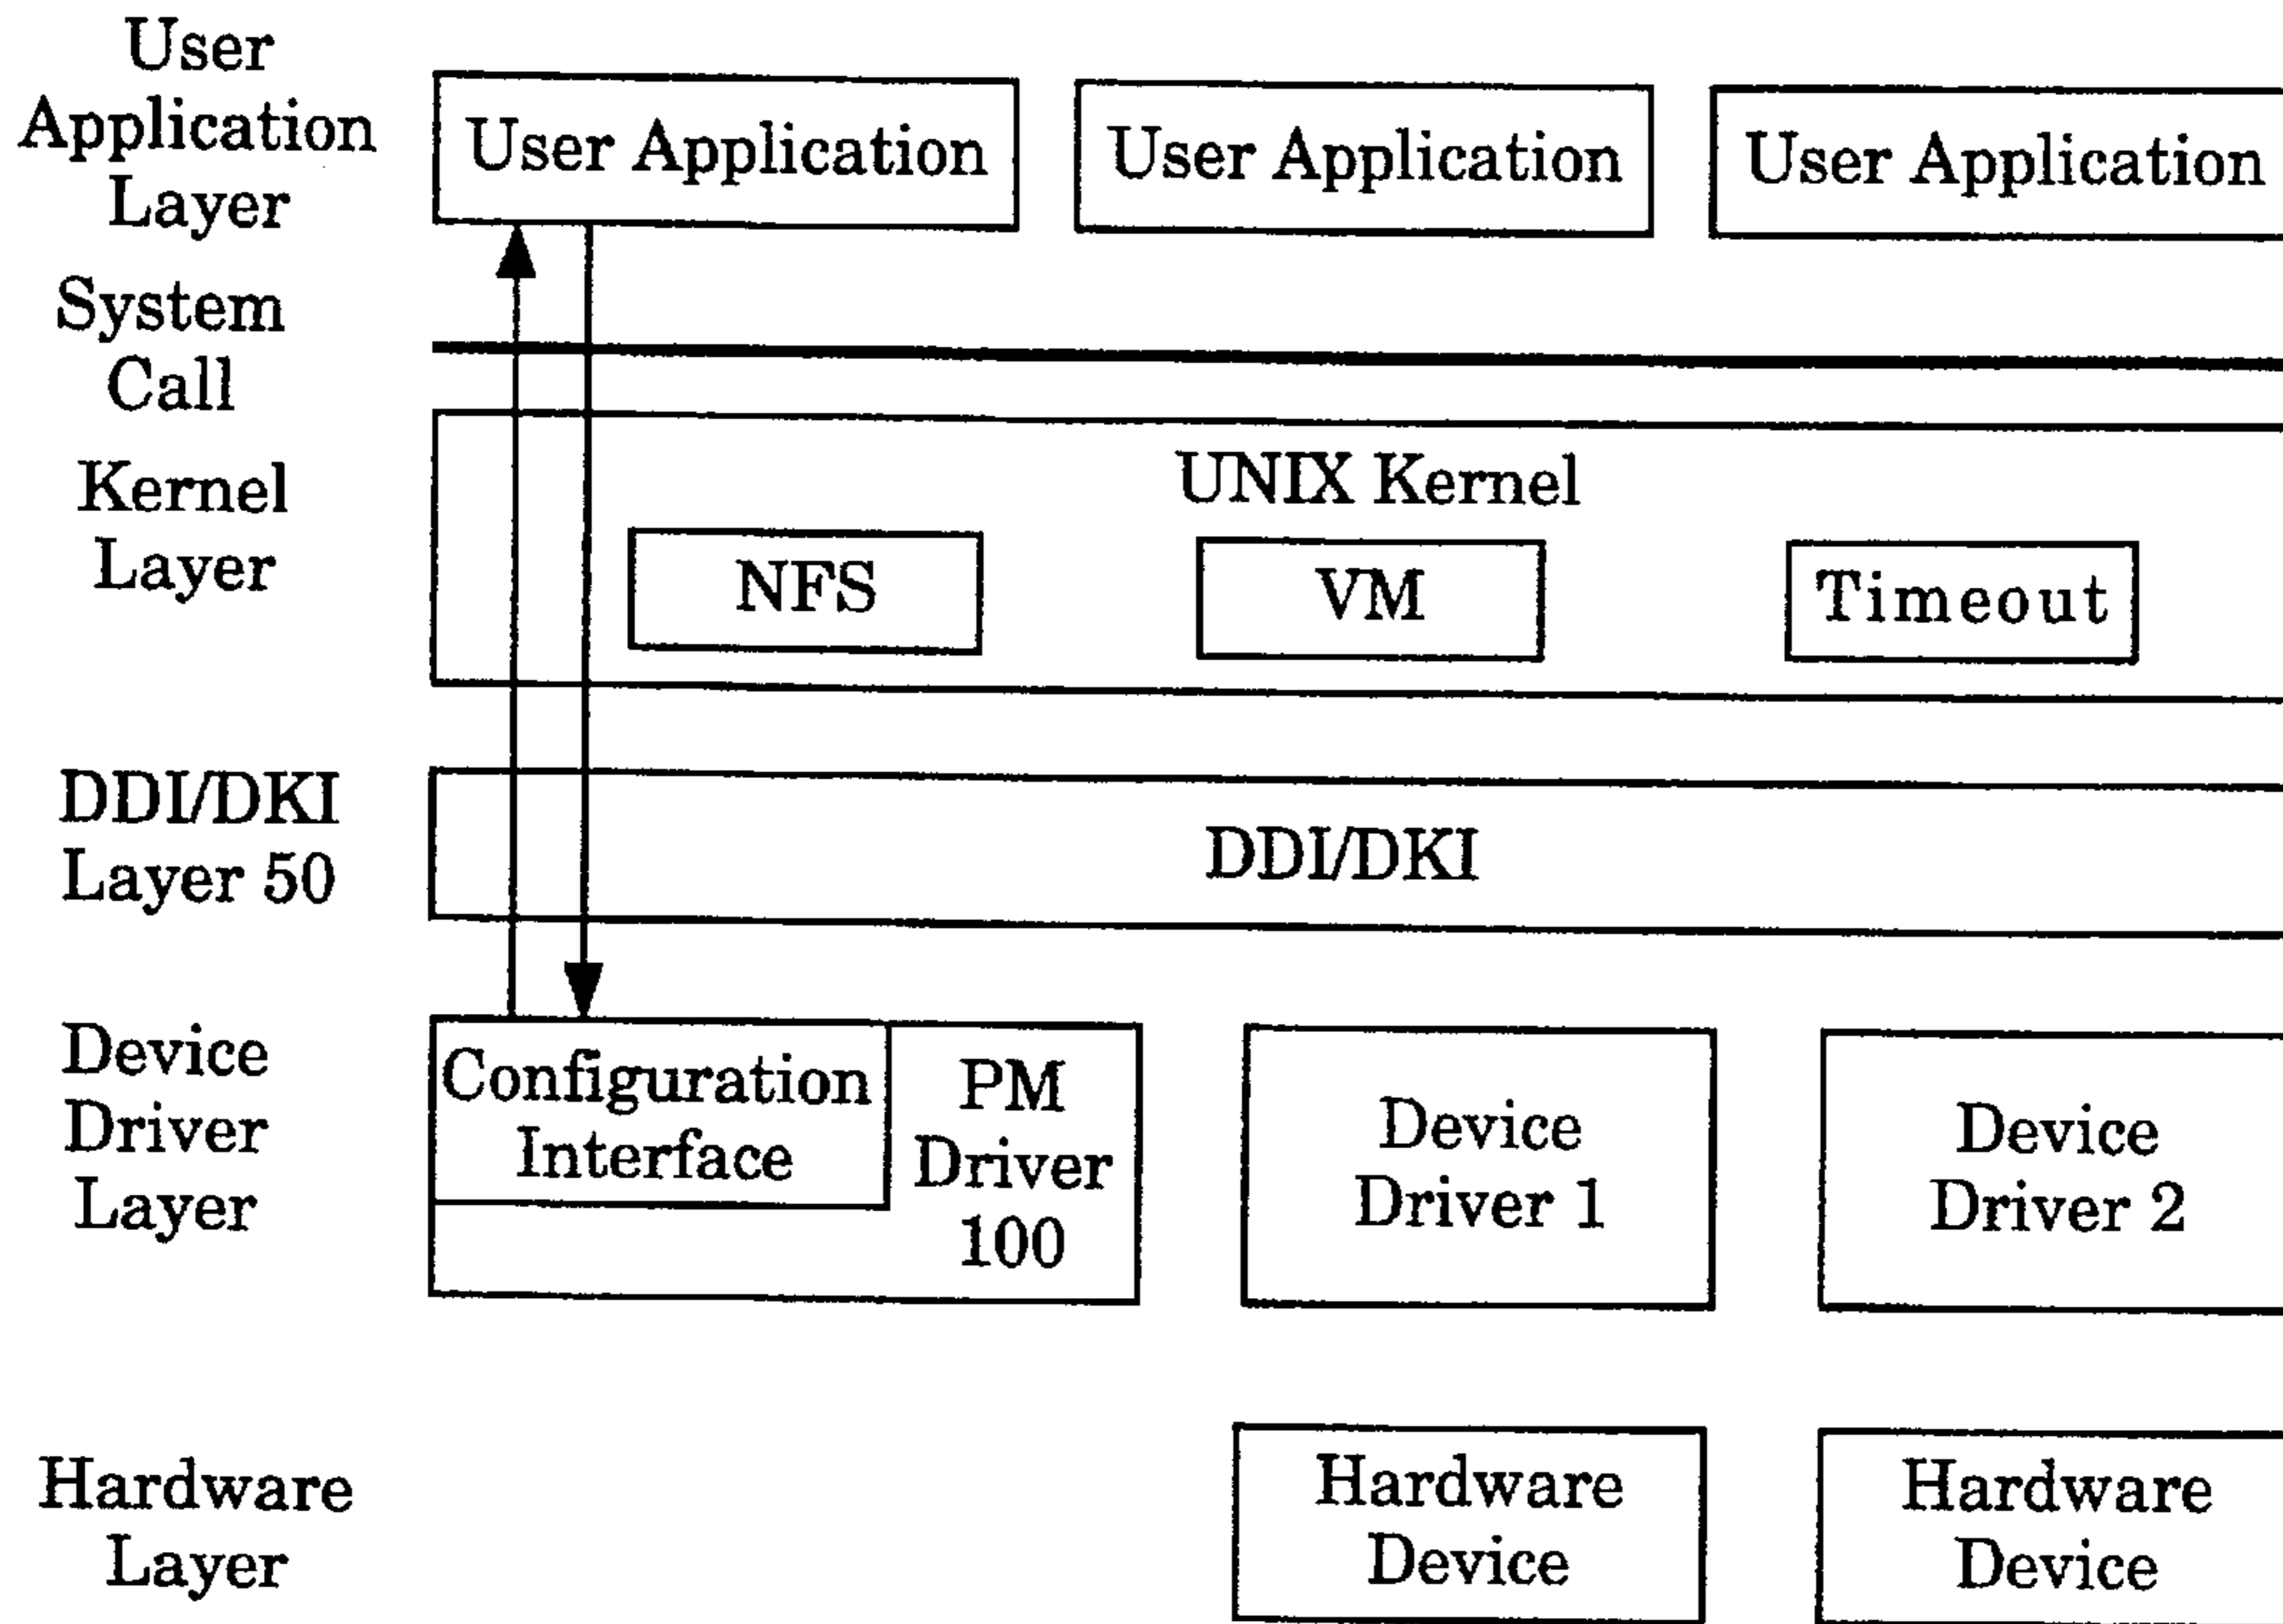 User
Application
Layer
User Application
User Application
User Application
System
Call
Kernel
Layer
UNIX Kernel
NFS
VM
Timeout
DDI/DKI
Layer 50
DDI/DKI
Device
Driver
Layer
Configuration
Interface
PM
Driver
100
Device
Driver 1
Device
Driver 2
Hardware
Layer
Hardware
Device
Hardware
Device